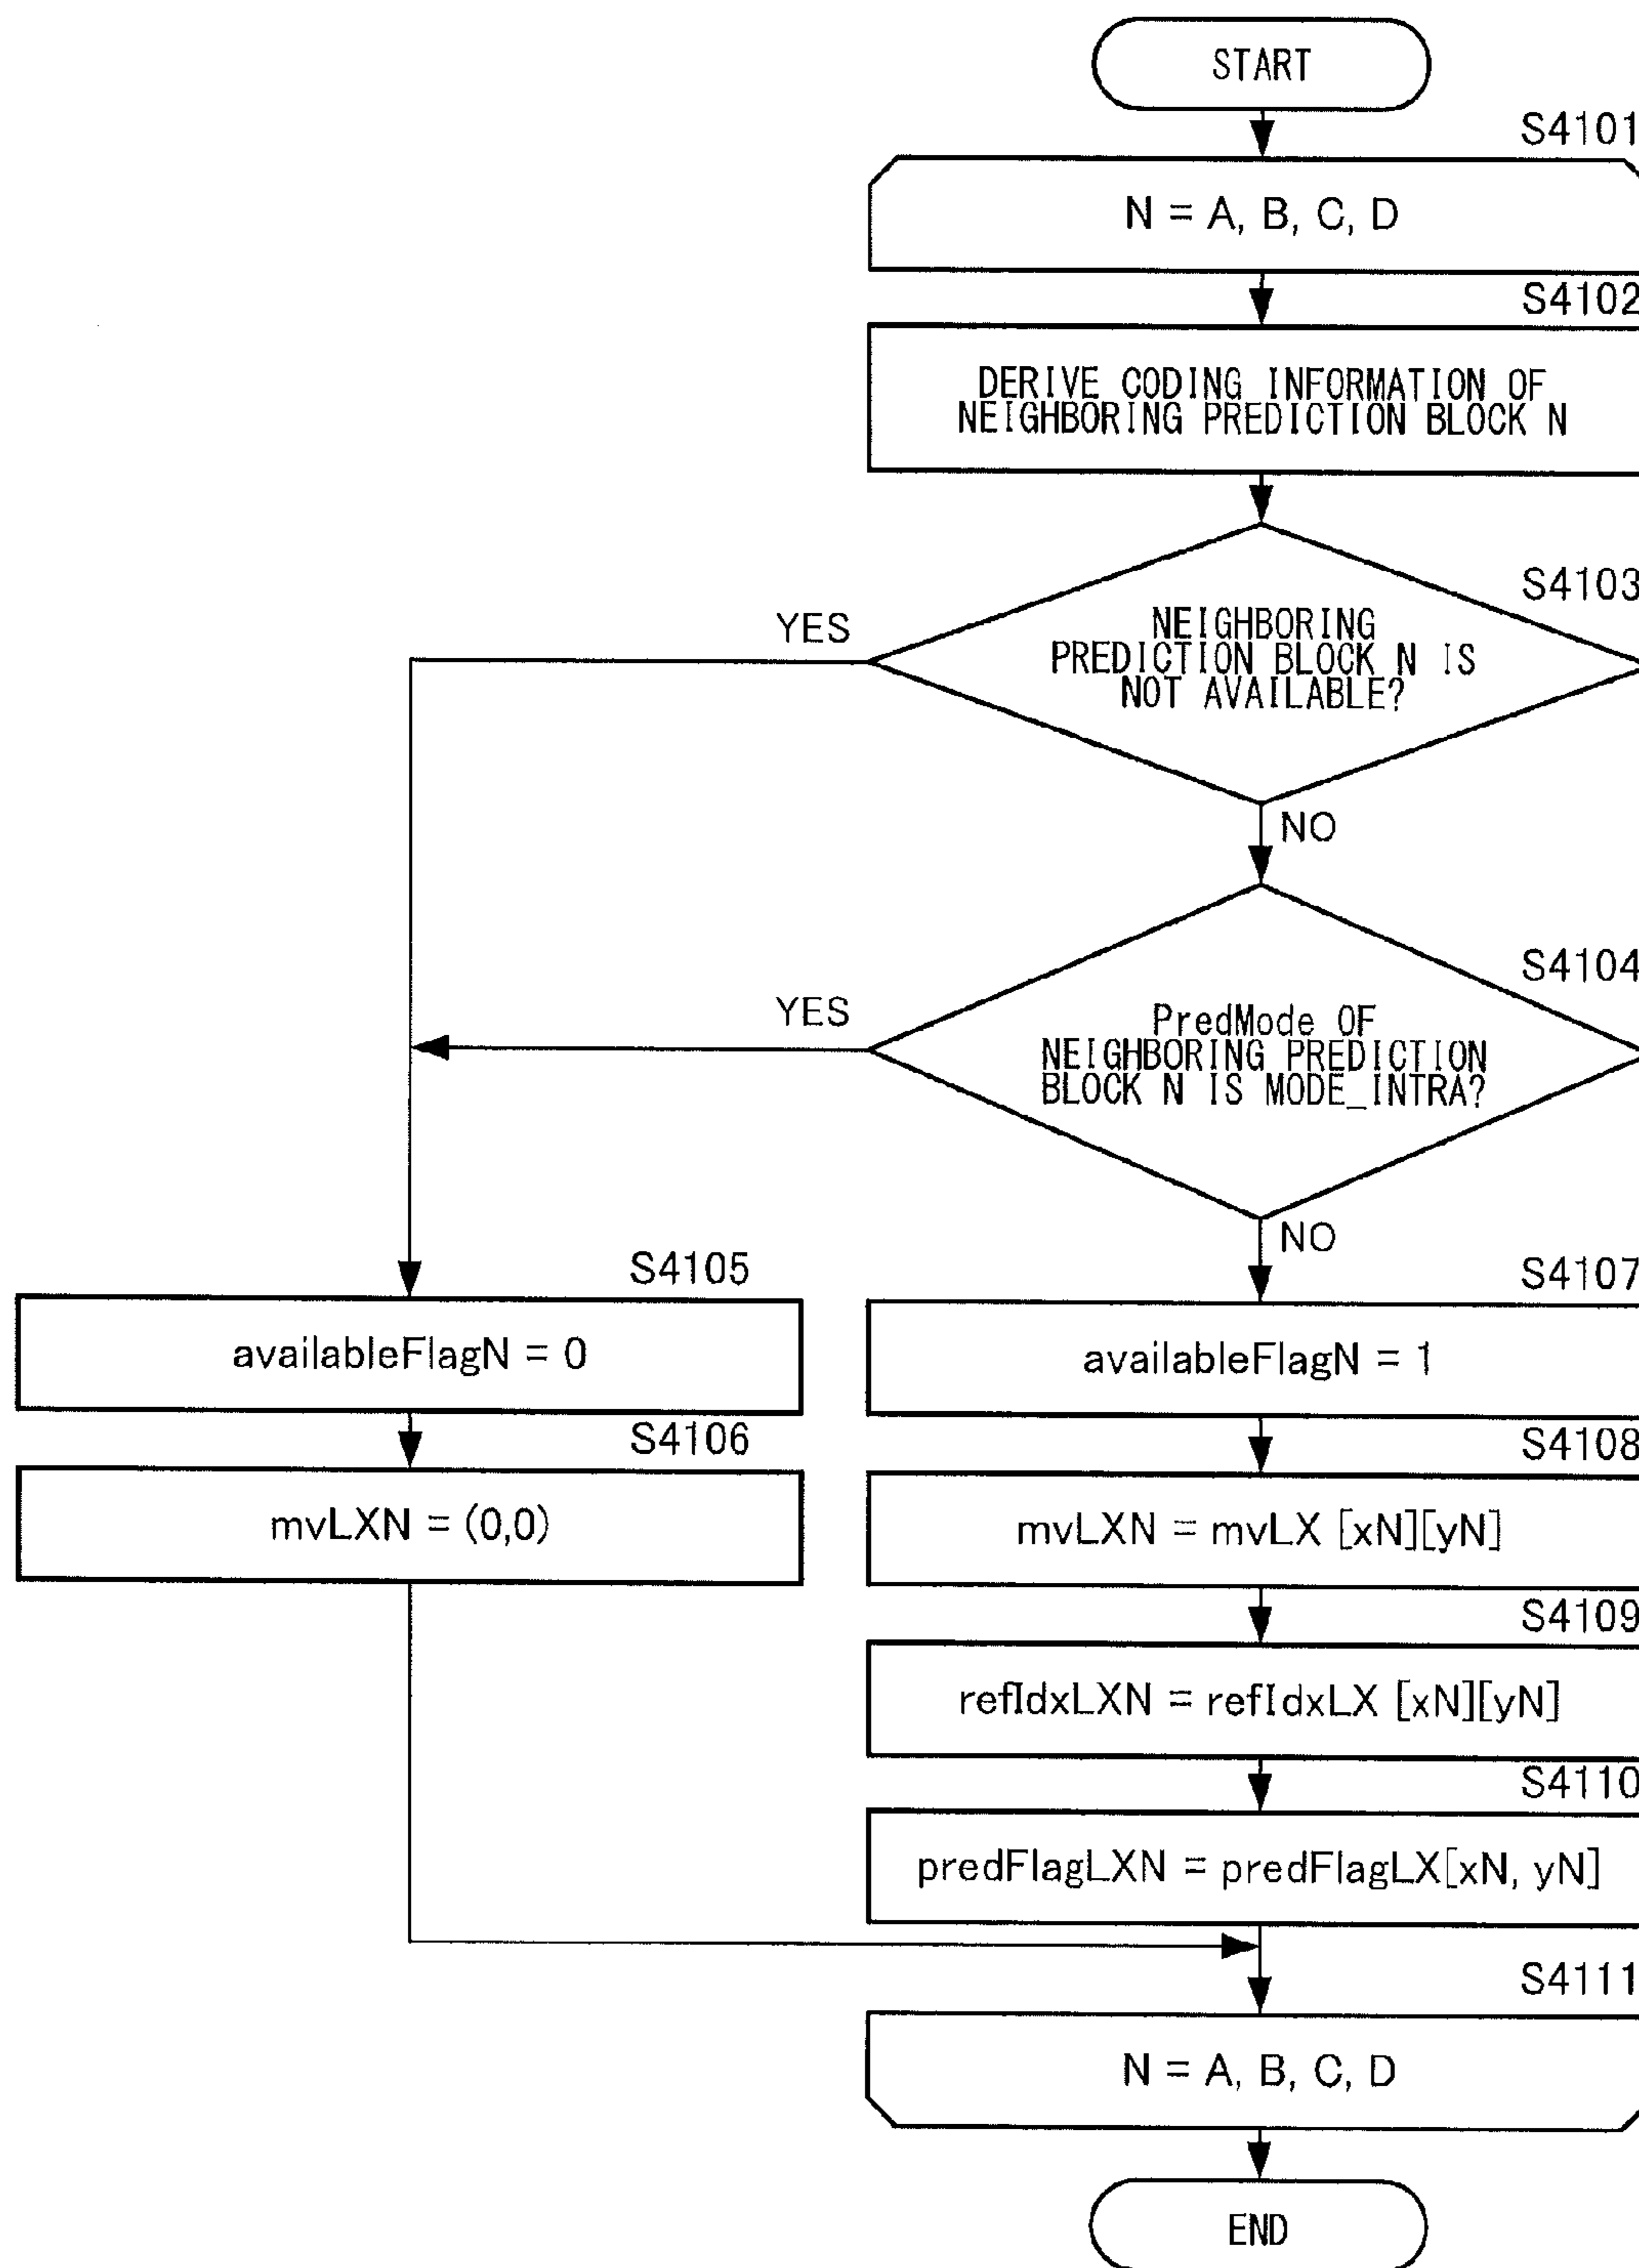 START
S4101
N = A, B, C, D
S4102
DERIVE CODING INFORMATION OF
NEIGHBORING PREDICTION BLOCK N
S4103
YES
NEIGHBORING
PREDICTION BLOCK N IS
NOT AVAILABLE?
NO
S4104
YES
PredMode OF
NEIGHBORING PREDICTION
BLOCK N IS MODE_INTRA?
NO
S4105
availableFlagN = 0
S4106
mvLXN = (0,0)
S4107
availableFlagN = 1
S4108
mvLXN = mvLX [xN][yN]
S4109
refIdxLXN = refIdxLX [xN][yN]
S4110
predFlagLXN = predFlagLX[xN, yN]
S4111
N = A, B, C, D
END